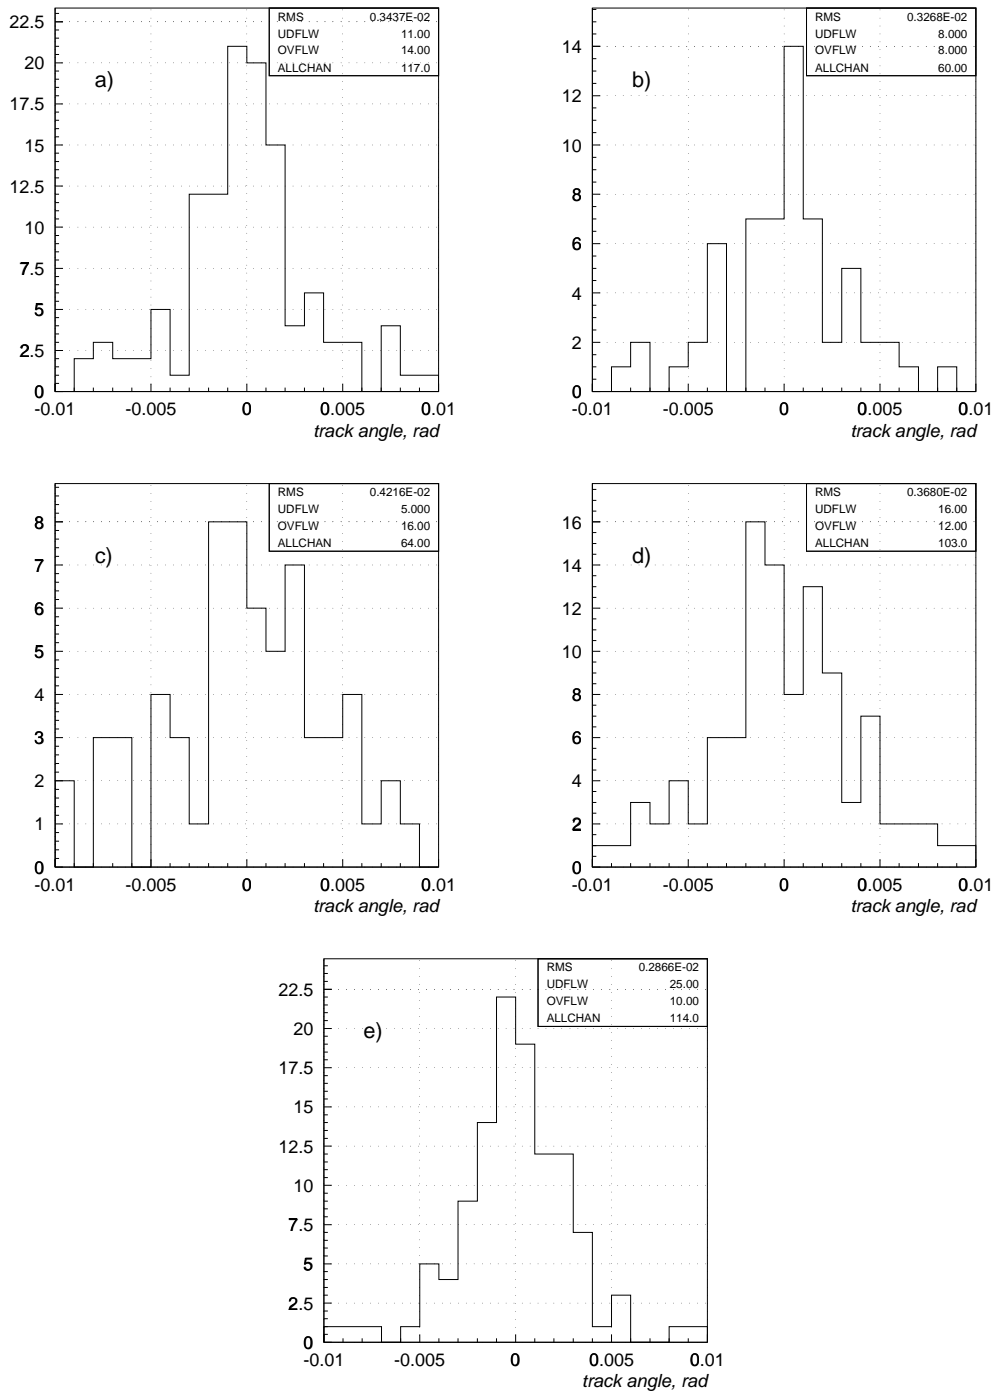 RMS 0.3437E-02
UDFLW 11.00
OVFLW 14.00
ALLCHAN 117.0
a)
22.5
20
17.5
15
12.5
10
7.5
5
2.5
0
-0.01 -0.005 0 0.005 0.01
track angle, rad
RMS 0.3268E-02
UDFLW 8.000
OVFLW 8.000
ALLCHAN 60.00
b)
14
12
10
8
6
4
2
0
-0.01 -0.005 0 0.005 0.01
track angle, rad
RMS 0.4216E-02
UDFLW 5.000
OVFLW 16.00
ALLCHAN 64.00
c)
8
7
6
5
4
3
2
1
0
-0.01 -0.005 0 0.005 0.01
track angle, rad
RMS 0.3680E-02
UDFLW 16.00
OVFLW 12.00
ALLCHAN 103.0
d)
16
14
12
10
8
6
4
2
0
-0.01 -0.005 0 0.005 0.01
track angle, rad
RMS 0.2866E-02
UDFLW 25.00
OVFLW 10.00
ALLCHAN 114.0
e)
22.5
20
17.5
15
12.5
10
7.5
5
2.5
0
-0.01 -0.005 0 0.005 0.01
track angle, rad